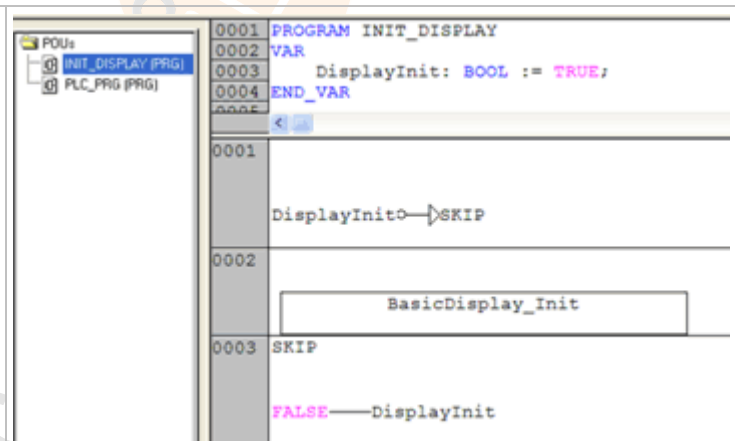 POUs
INIT_DISPLAY (PRG)
PLC_PRG (PRG)
0001 PROGRAM INIT_DISPLAY
0002 VAR
0003 DisplayInit: BOOL := TRUE;
0004 END_VAR
0005
0001
DisplayInit SKIP
0002
BasicDisplay_Init
0003 SKIP
FALSE DisplayInit